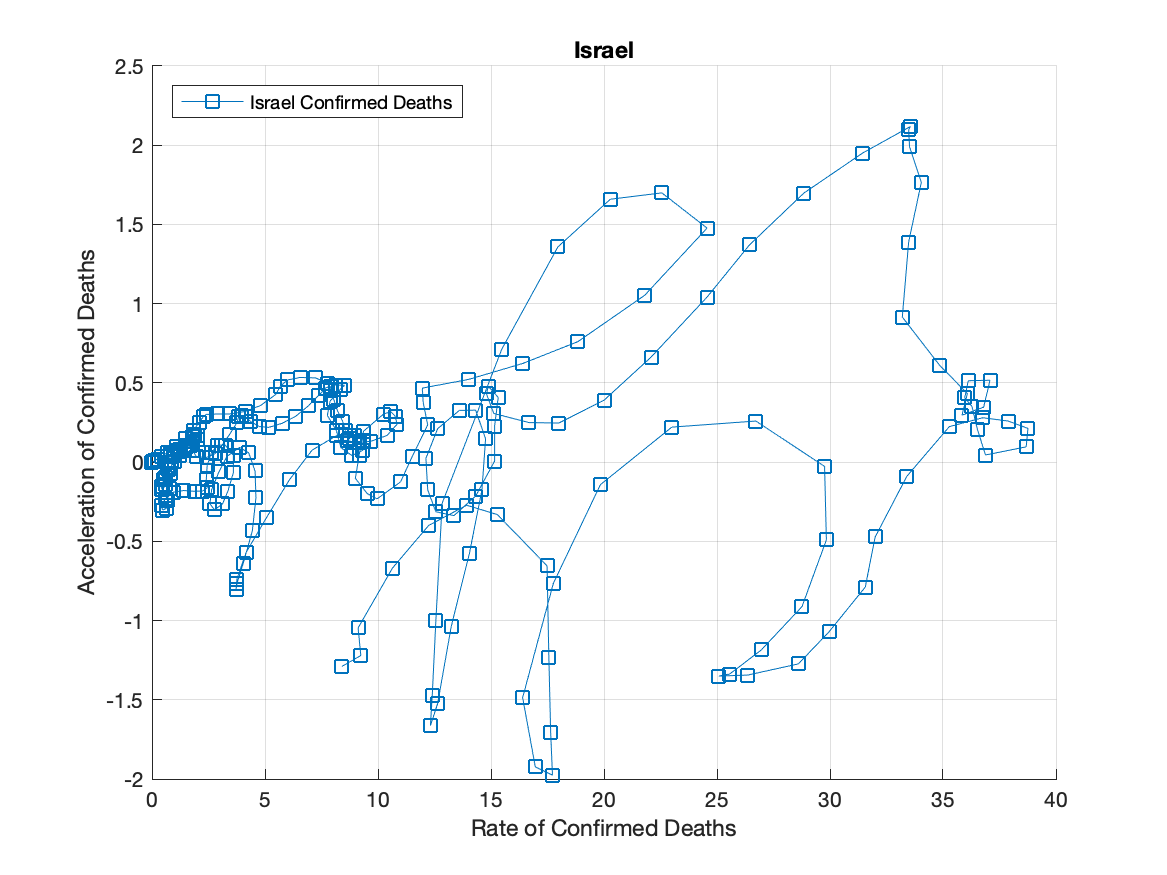 Israel
Israel Confirmed Deaths
2.5
2
1.5
1
0.5
0
-0.5
-1
-1.5
-2
Acceleration of Confirmed Deaths
0 5 10 15 20 25 30 35 40
Rate of Confirmed Deaths